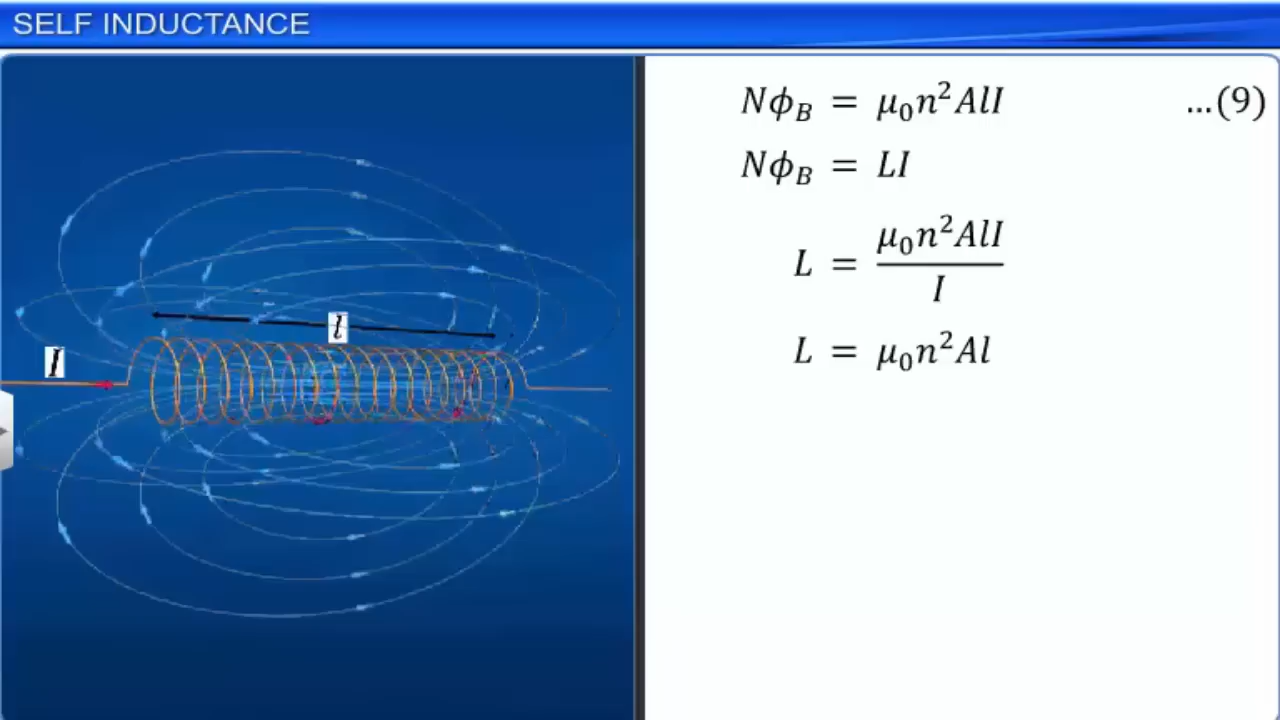 SELF INDUCTANCE
l
I
Nϕ_B = μ₀n²AlI ...(9)
Nϕ_B = LI
L = μ₀n²AlI / I
L = μ₀n²Al